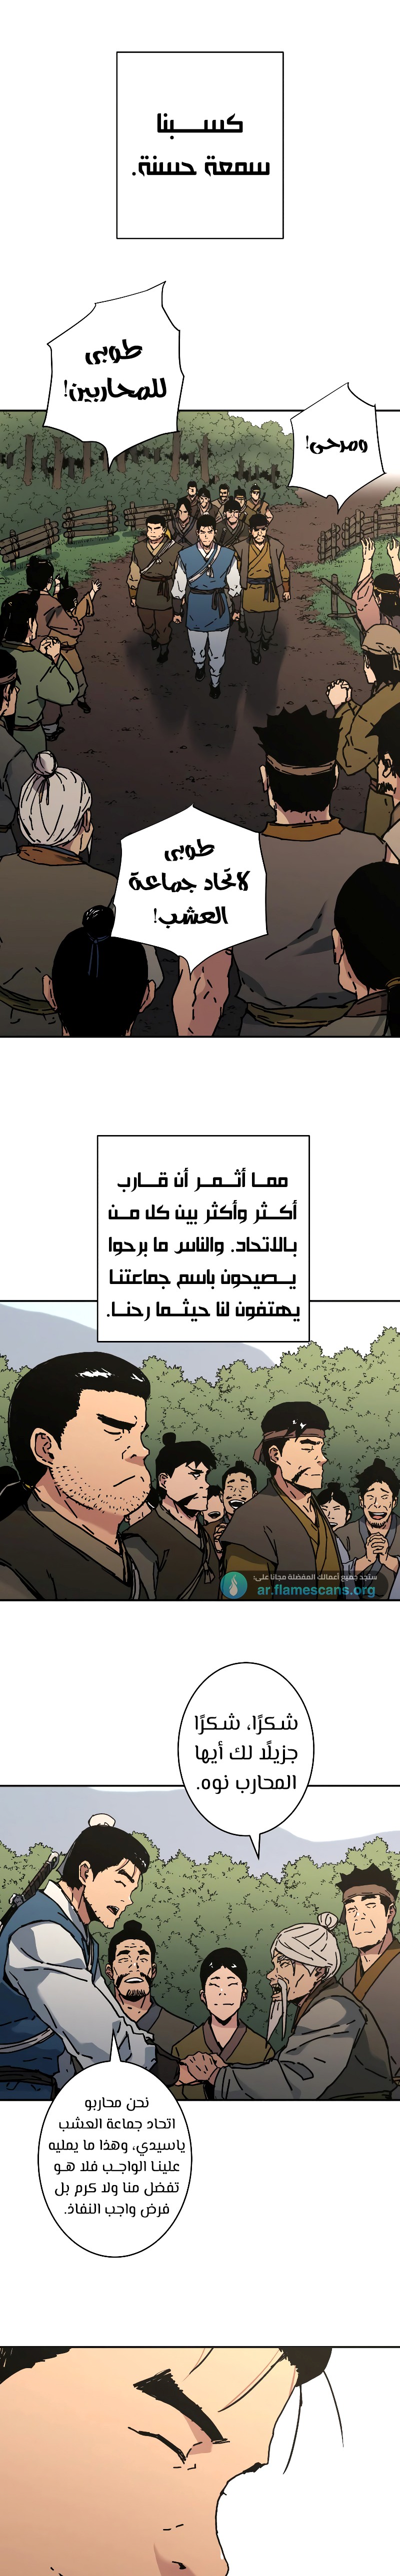 كسبنا
سمعة حسنة.
طوبى
للمحاربين!
ومرحى!
طوبى
لاتحاد جماعة
العشب!
مما أثمر أن قارب
أكثر وأكثر بين كل من
بالاتحاد. والناس ما برحوا
يصيحون باسم جماعتنا
يهتفون لنا حيثما رحنا.
ستجد جميع أعمالك المفضلة مجانا على:
ar.flamescans.org
شكرًا، شكرًا
جزيلًا لك أيها
المحارب نوه.
نحن محاربو
اتحاد جماعة العشب
ياسيدي، وهذا ما يمليه
علينا الواجب فلا هو
تفضل منا ولا كرم بل
فرض واجب النفاذ.